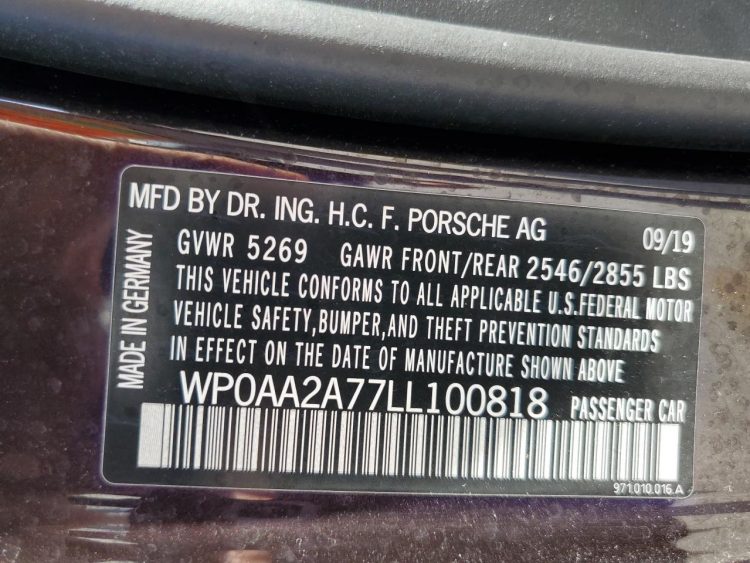 MFD BY DR. ING. H.C. F. PORSCHE AG 09/19
GVWR 5269 GAWR FRONT/REAR 2546/2855 LBS
THIS VEHICLE CONFORMS TO ALL APPLICABLE U.S.FEDERAL MOTOR
VEHICLE SAFETY,BUMPER,AND THEFT PREVENTION STANDARDS
IN EFFECT ON THE DATE OF MANUFACTURE SHOWN ABOVE
WP0AA2A77LL100818 PASSENGER CAR
971.010.016.A
MADE IN GERMANY